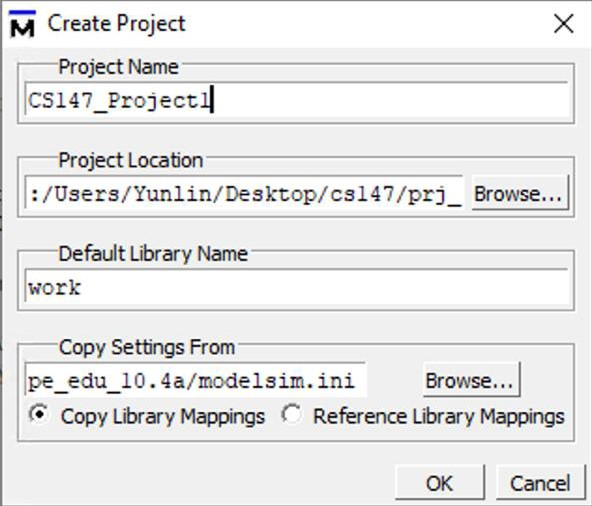 Create Project
Project Name
CS147_Project1
Project Location
:/Users/Yunlin/Desktop/cs147/prj_
Browse...
Default Library Name
work
Copy Settings From
pe_edu_10.4a/modelsim.ini
Browse...
Copy Library Mappings
Reference Library Mappings
OK
Cancel